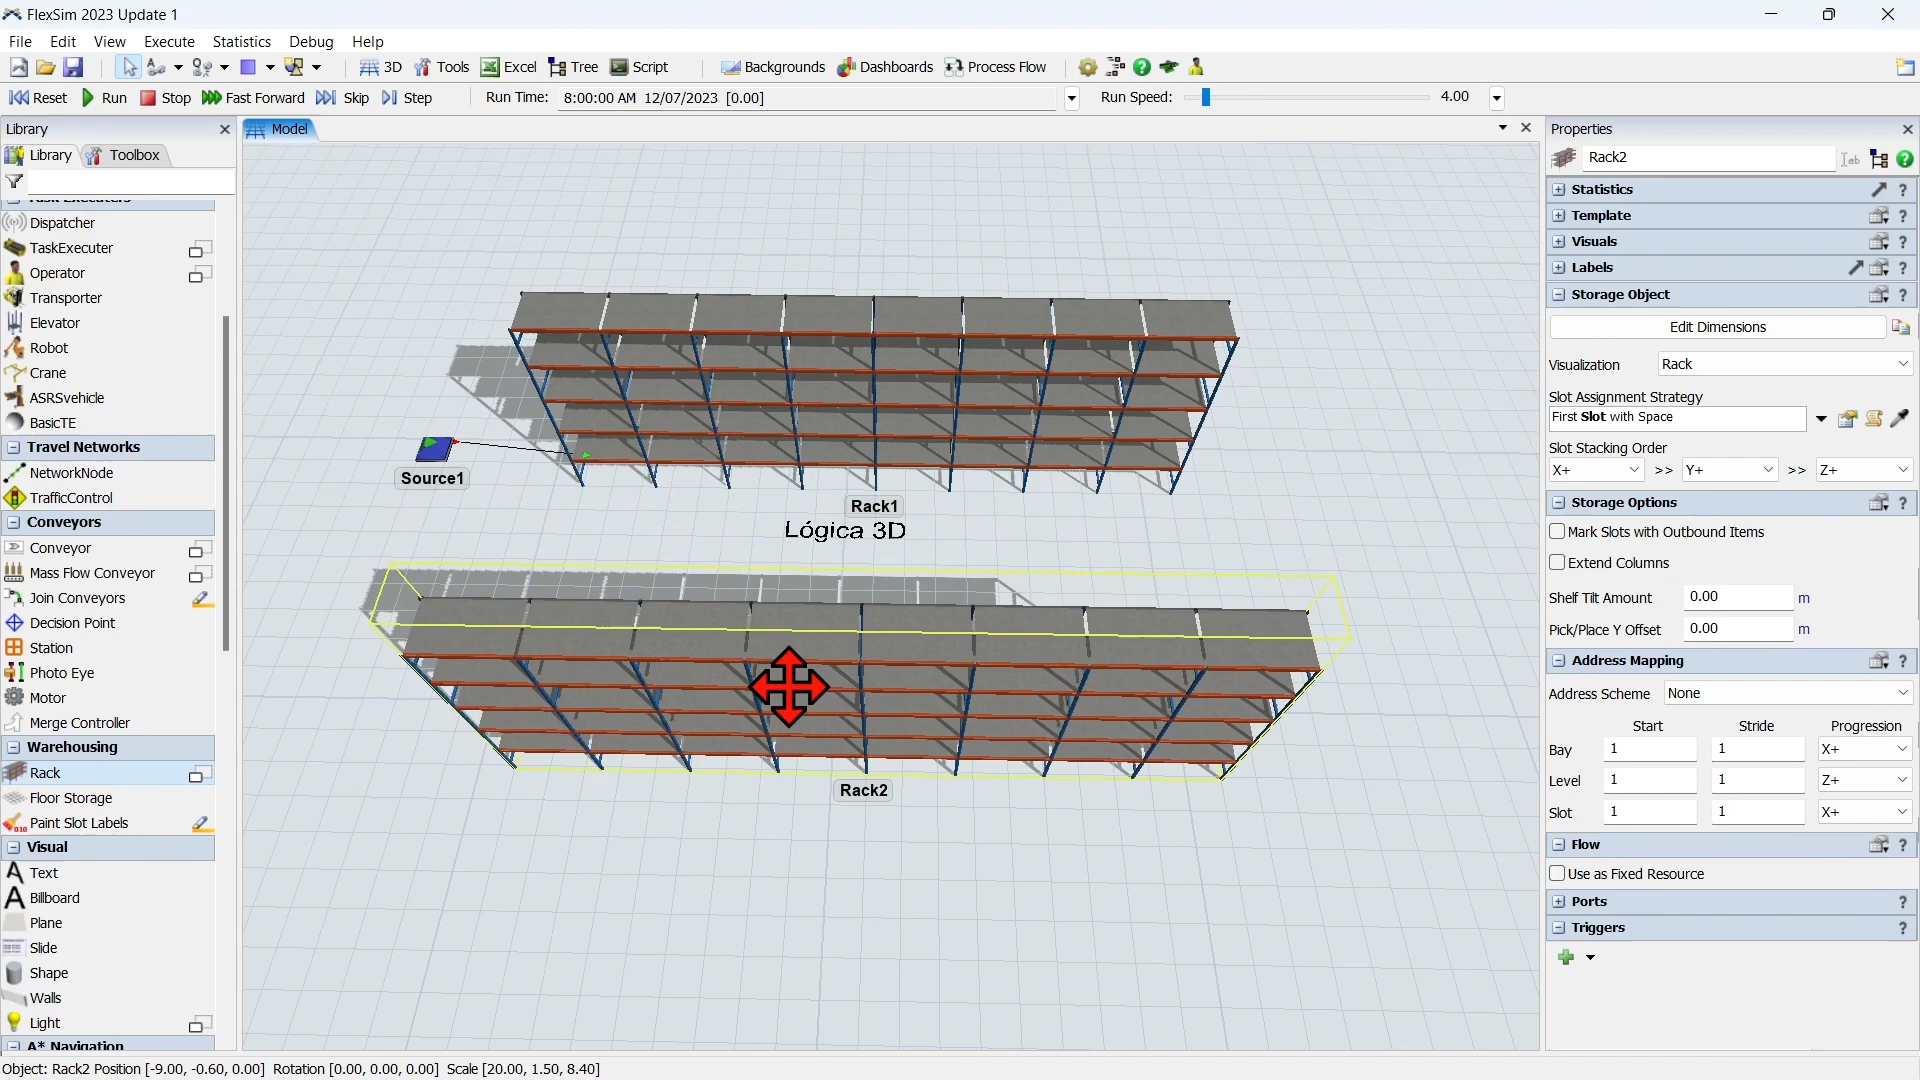 FlexSim 2023 Update 1
File Edit View Execute Statistics Debug Help
3D Tools Excel Tree Script Backgrounds Dashboards Process Flow
Reset Run Stop Fast Forward Skip Step Run Time: 8:00:00 AM 12/07/2023 [0.00] Run Speed: 4.00
Library
Library Toolbox
Task Executers
Dispatcher
TaskExecuter
Operator
Transporter
Elevator
Robot
Crane
ASRSvehicle
BasicTE
Travel Networks
NetworkNode
TrafficControl
Conveyors
Conveyor
Mass Flow Conveyor
Join Conveyors
Decision Point
Station
Photo Eye
Motor
Merge Controller
Warehousing
Rack
Floor Storage
Paint Slot Labels
Visual
Text
Billboard
Plane
Slide
Shape
Walls
Light
A* Navigation
Model
Source1
Rack1
Lógica 3D
Rack2
Properties
Rack2
Statistics
Template
Visuals
Labels
Storage Object
Edit Dimensions
Visualization Rack
Slot Assignment Strategy
First Slot with Space
Slot Stacking Order
X+ >> Y+ >> Z+
Storage Options
Mark Slots with Outbound Items
Extend Columns
Shelf Tilt Amount 0.00 m
Pick/Place Y Offset 0.00 m
Address Mapping
Address Scheme None
Start Stride Progression
Bay 1 1 X+
Level 1 1 Z+
Slot 1 1 X+
Flow
Use as Fixed Resource
Ports
Triggers
Object: Rack2 Position [-9.00, -0.60, 0.00] Rotation [0.00, 0.00, 0.00] Scale [20.00, 1.50, 8.40]